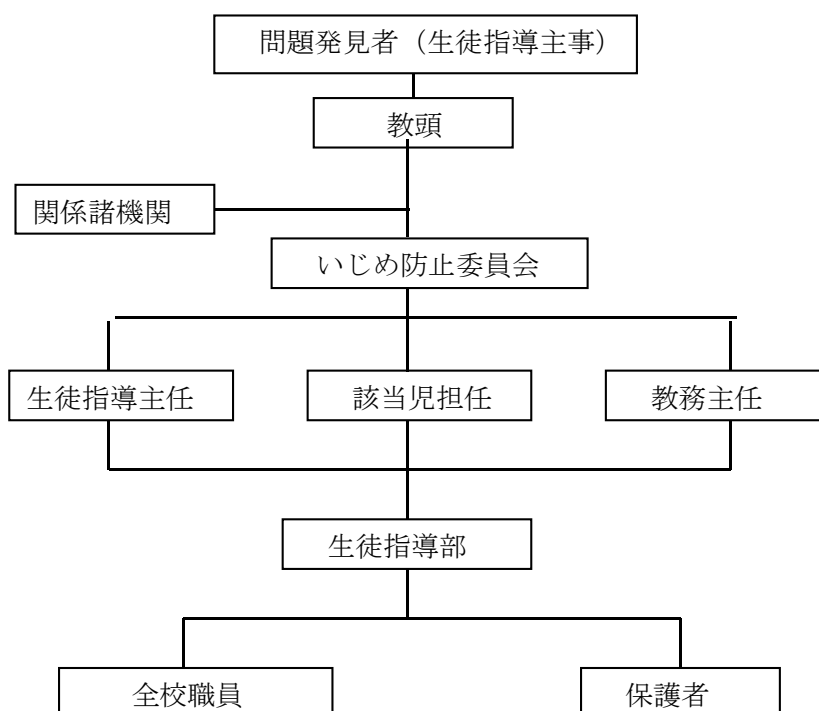 問題発見者（生徒指導主事）
教頭
関係諸機関
いじめ防止委員会
生徒指導主任
該当児担任
教務主任
生徒指導部
全校職員
保護者